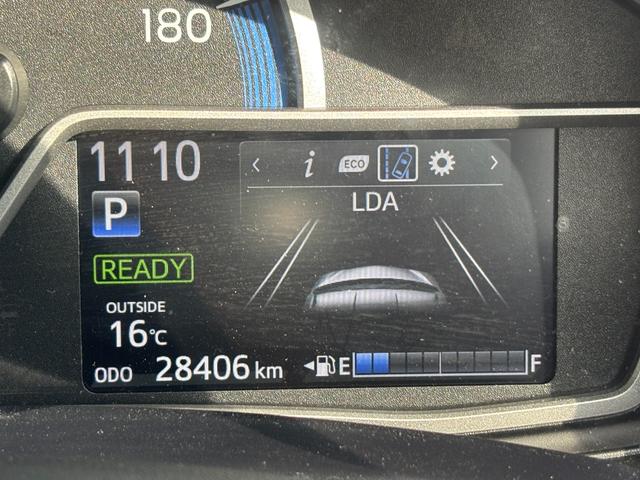 180
11 10
i ECO
P
LDA
READY
OUTSIDE
16°C
ODO 28406 km
E F